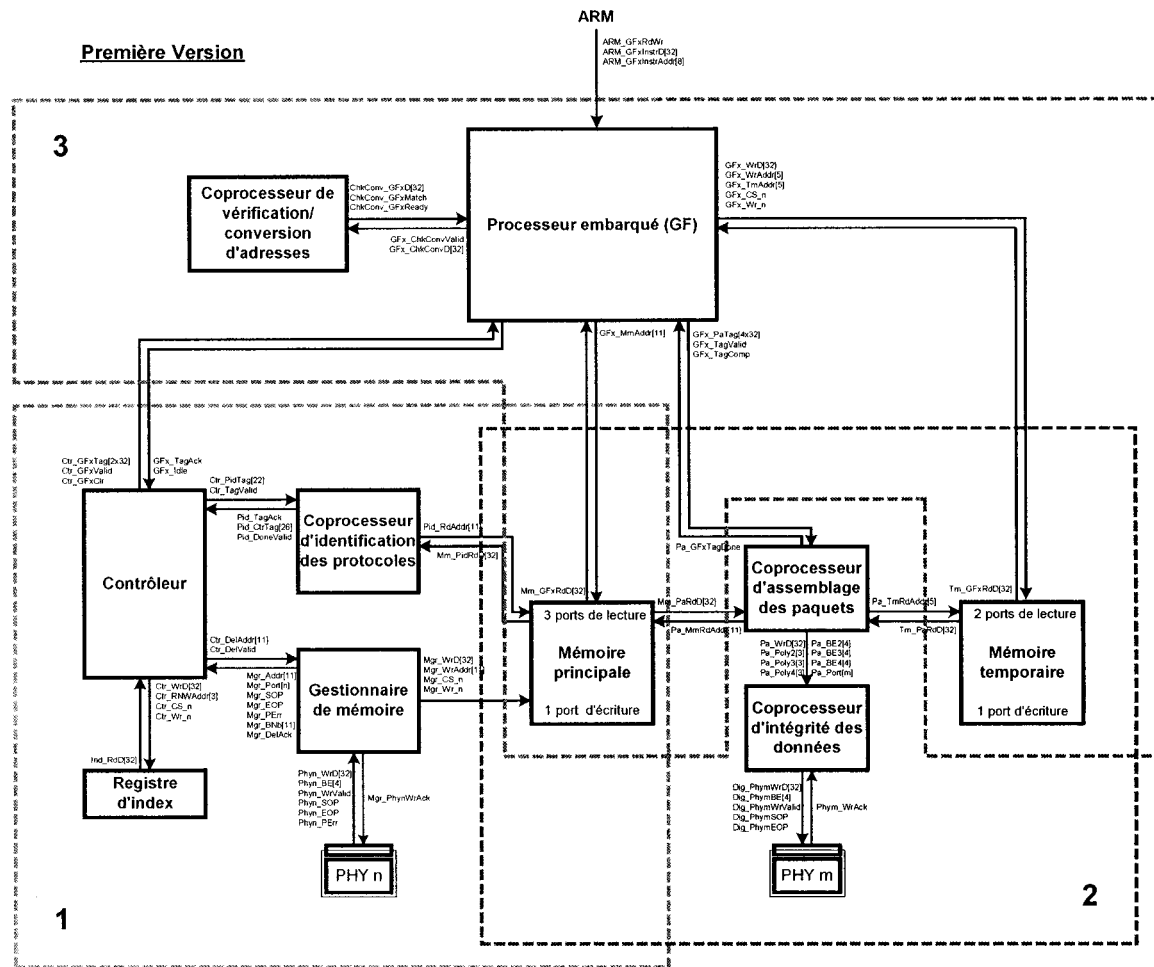 ARM
Première Version
ARM_GFxRdWr
ARM_GFxInstrD[32]
ARM_GFxInstrAddr[8]
3
Coprocesseur de
vérification/
conversion
d'adresses
ChkConv_GFxD[32]
ChkConv_GFxMatch
ChkConv_GFxReady
GFx_ChkConvValid
GFx_ChkConvD[32]
Processeur embarqué (GF)
GFx_WrD[32]
GFx_WrAddr[5]
GFx_TmAddr[5]
GFx_CS_n
GFx_Wr_n
GFx_MmAddr[11]
GFx_PaTag[4x32]
GFx_TagValid
GFx_TagComp
Ctr_GFxTag[2x32]
Ctr_GFxValid
Ctr_GFxClr
GFx_TagAck
GFx_Idle
Contrôleur
Ctr_PidTag[22]
Ctr_TagValid
Pid_TagAck
Pid_CtrTag[26]
Pid_DoneValid
Coprocesseur
d'identification
des protocoles
Pid_RdAddr[11]
Mm_PidRdD[32]
Mm_GFxRdD[32]
Pa_GFxTagDone
Coprocesseur
d'assemblage
des paquets
Mm_PaRdD[32]
Pa_MmRdAddr[11]
Pa_TmRdAddr[5]
Tm_PaRdD[32]
Tm_GFxRdD[32]
3 ports de lecture
Mémoire
principale
1 port d'écriture
2 ports de lecture
Mémoire
temporaire
1 port d'écriture
Ctr_DelAddr[11]
Ctr_DelValid
Mgr_Addr[11]
Mgr_Port[n]
Mgr_SOP
Mgr_EOP
Mgr_PErr
Mgr_BNb[11]
Mgr_DelAck
Gestionnaire
de mémoire
Mgr_WrD[32]
Mgr_WrAddr[11]
Mgr_CS_n
Mgr_Wr_n
Pa_WrD[32]
Pa_Poly2[3]
Pa_Poly3[3]
Pa_Poly4[3]
Pa_BE2[4]
Pa_BE3[4]
Pa_BE4[4]
Pa_Port[m]
Coprocesseur
d'intégrité des
données
Ctr_WrD[32]
Ctr_RNWAddr[3]
Ctr_CS_n
Ctr_Wr_n
Ind_RdD[32]
Registre
d'index
Phyn_WrD[32]
Phyn_BE[4]
Phyn_WrValid
Phyn_SOP
Phyn_EOP
Phyn_PErr
Mgr_PhynWrAck
PHY n
Dig_PhymWrD[32]
Dig_PhymBE[4]
Dig_PhymWrValid
Dig_PhymSOP
Dig_PhymEOP
Phym_WrAck
PHY m
1
2